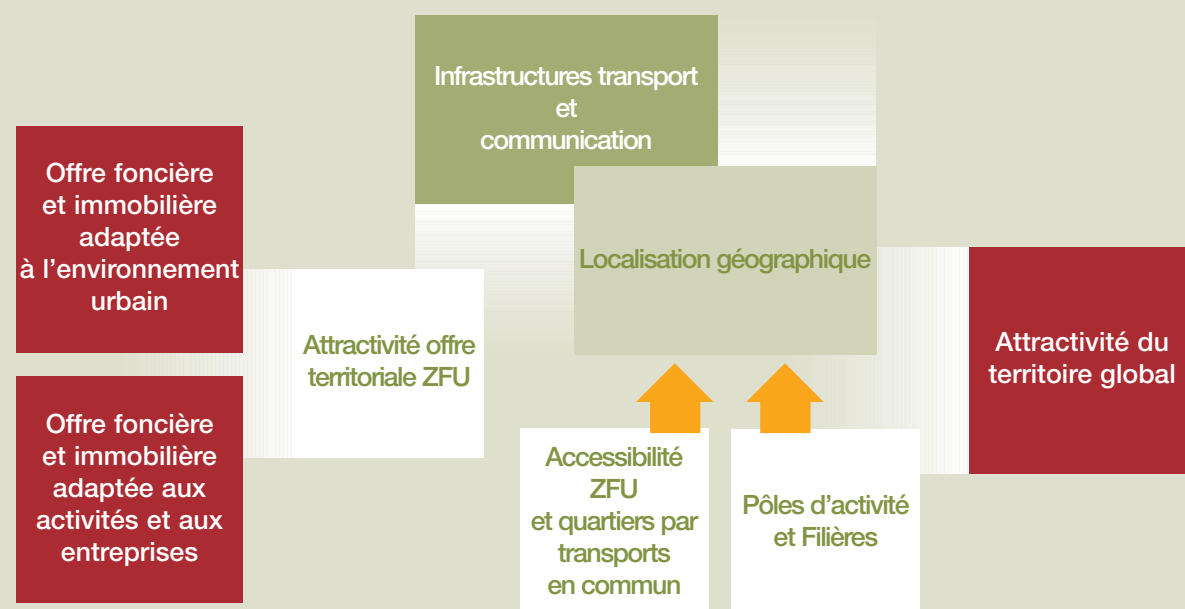 Infrastructures transport
et
communication
Offre foncière
et immobilière
adaptée
à l’environnement
urbain
Localisation géographique
Attractivité offre
territoriale ZFU
Attractivité du
territoire global
Offre foncière
et immobilière
adaptée aux
activités et aux
entreprises
Accessibilité
ZFU
et quartiers par
transports
en commun
Pôles d’activité
et Filières